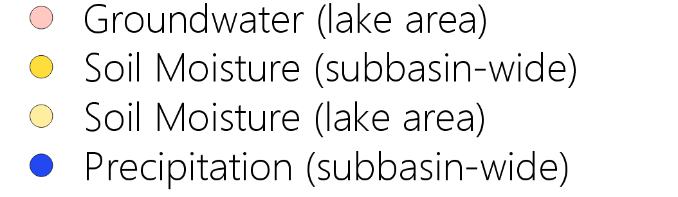 Groundwater (lake area)
Soil Moisture (subbasin-wide)
Soil Moisture (lake area)
Precipitation (subbasin-wide)